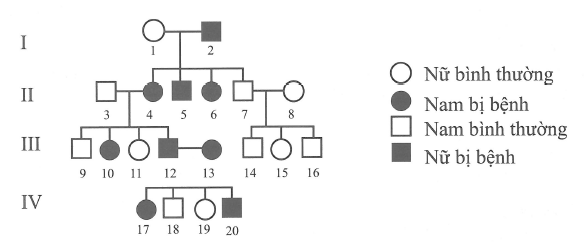 I
1 2
Nữ bình thường
II
3 4 5 6 7 8
Nam bị bệnh
Nam bình thường
III
9 10 11 12 13 14 15 16
Nữ bị bệnh
IV
17 18 19 20